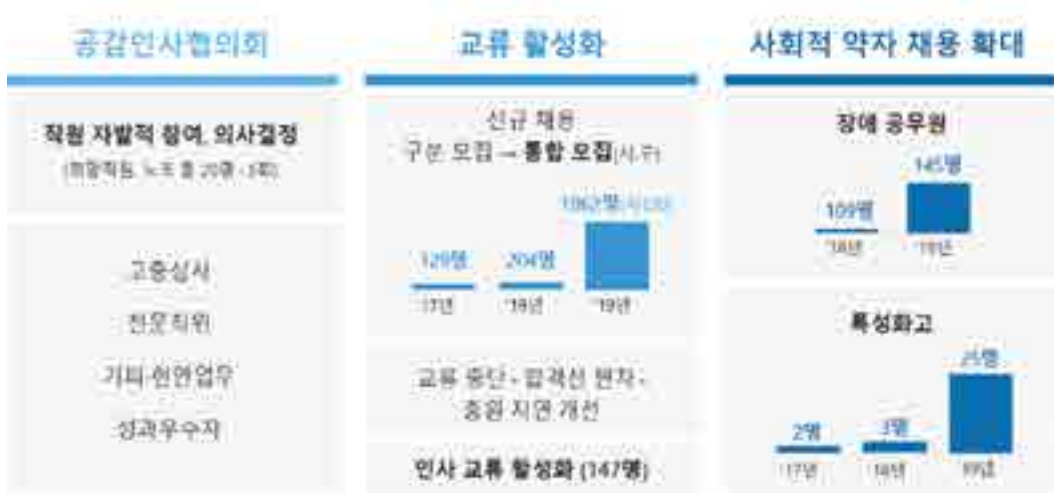 공감인사협의회
직원 자발적 참여, 의사결정
고충심사
전문직위
기피·현안업무
성과우수자
교류 활성화
신규 채용
구분 모집 → 통합 모집
129명 204명
'17년 '18년 '19년
교류 중단·합격선 편차·
충원 지연 개선
인사 교류 활성화 (147명)
사회적 약자 채용 확대
장애 공무원
109명 145명
'18년 '19년
특성화고
2명 3명
'17년 '18년 '19년